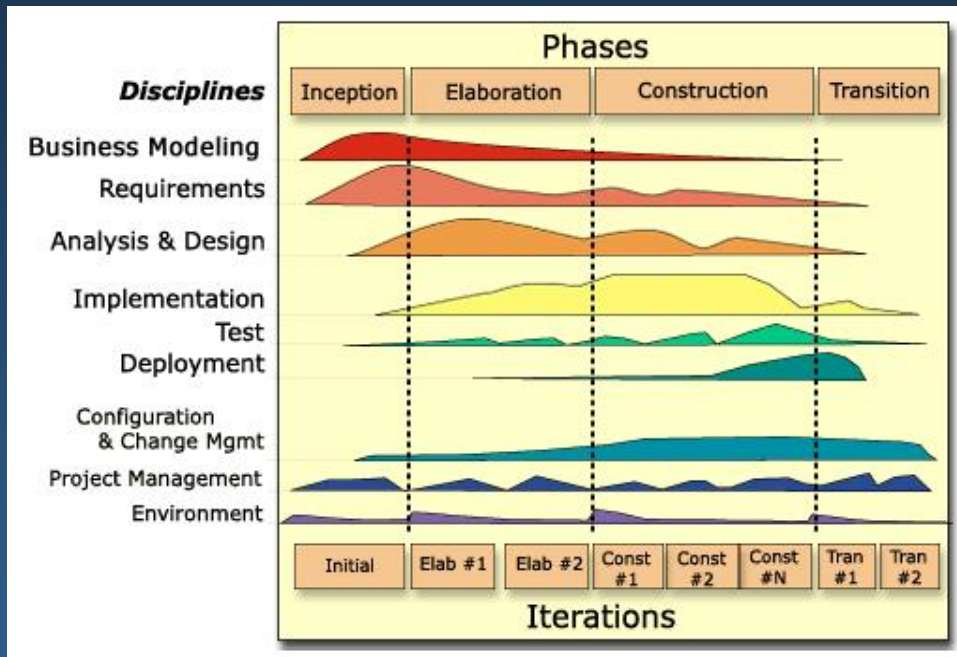 Phases
Disciplines
Inception
Elaboration
Construction
Transition
Business Modeling
Requirements
Analysis & Design
Implementation
Test
Deployment
Configuration
& Change Mgmt
Project Management
Environment
Initial
Elab #1
Elab #2
Const
#1
Const
#2
Const
#N
Tran
#1
Tran
#2
Iterations